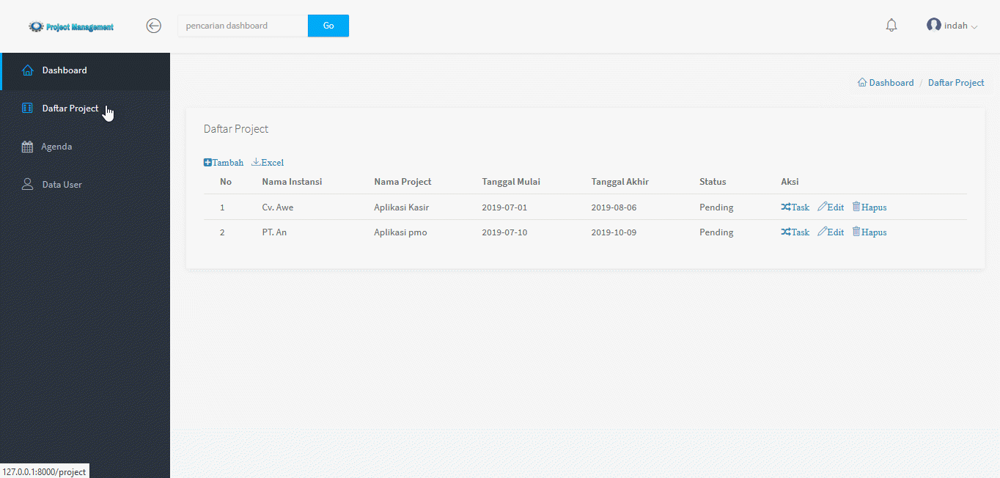 Project Management
pencarian dashboard Go
indah
Dashboard
Daftar Project
Agenda
Data User
Dashboard / Daftar Project
Daftar Project
Tambah Excel
No Nama Instansi Nama Project Tanggal Mulai Tanggal Akhir Status Aksi
1 Cv. Awe Aplikasi Kasir 2019-07-01 2019-08-06 Pending Task Edit Hapus
2 PT. An Aplikasi pmo 2019-07-10 2019-10-09 Pending Task Edit Hapus
127.0.0.1:8000/project